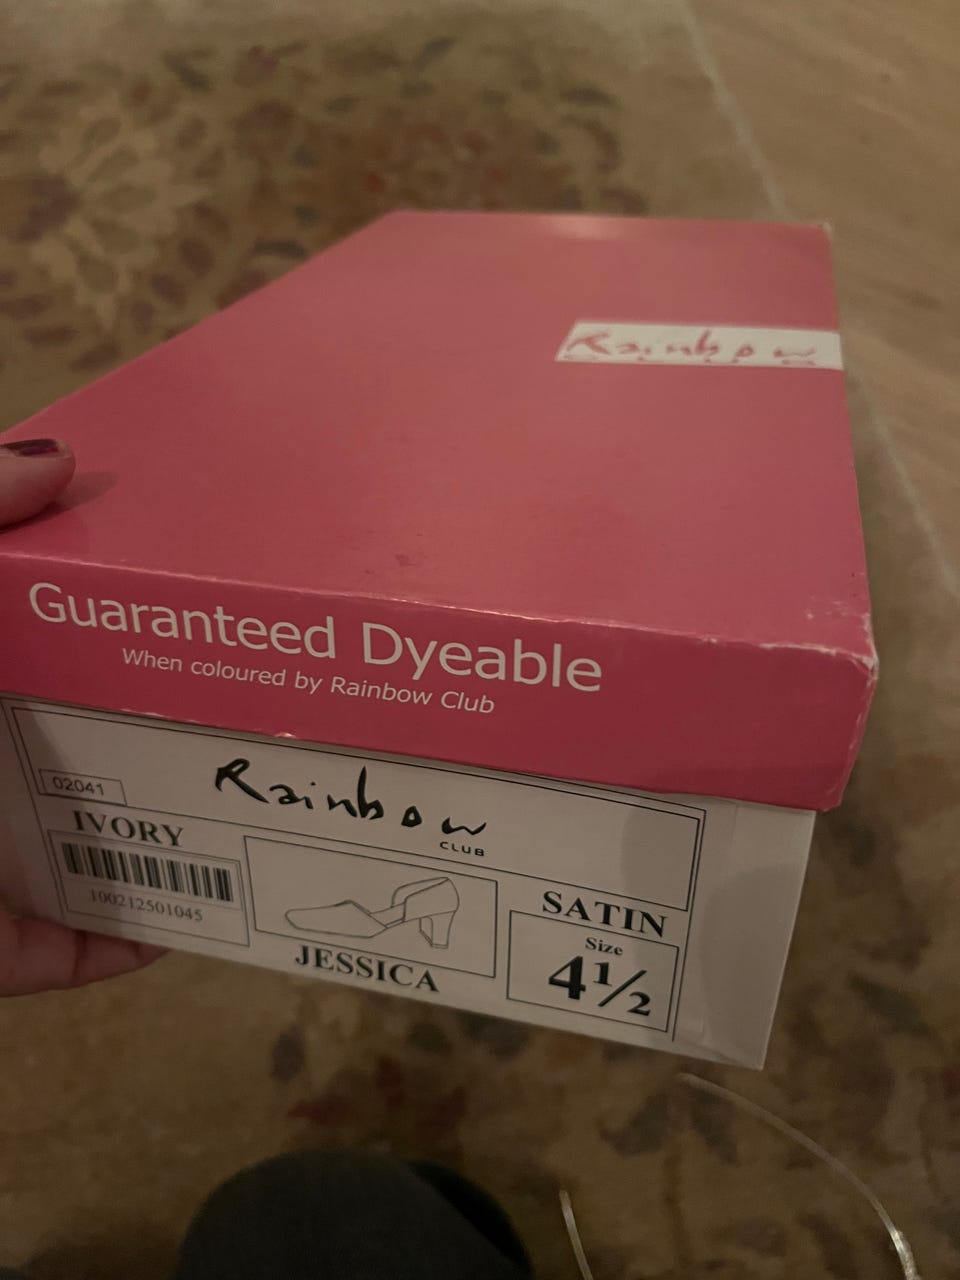 Rainbow
Guaranteed Dyeable
When coloured by Rainbow Club
Rainbow
CLUB
02041
IVORY
100212501045
JESSICA
SATIN
Size
4½